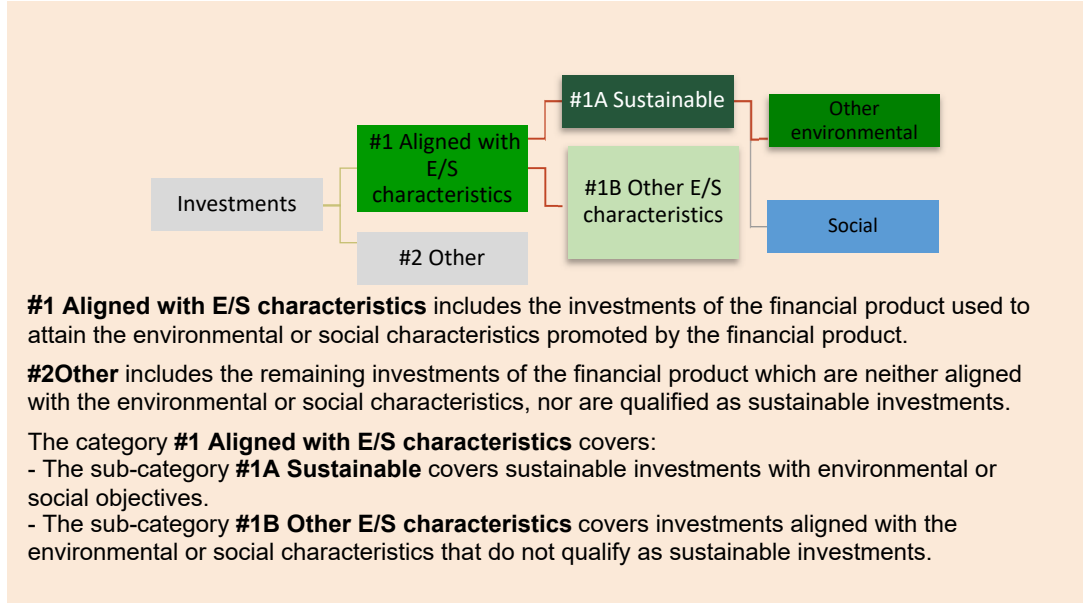 #1A Sustainable
Other
environmental
#1 Aligned with
E/S
characteristics
#1B Other E/S
characteristics
Investments
Social
#2 Other
#1 Aligned with E/S characteristics includes the investments of the financial product used to
attain the environmental or social characteristics promoted by the financial product.
#2Other includes the remaining investments of the financial product which are neither aligned
with the environmental or social characteristics, nor are qualified as sustainable investments.
The category #1 Aligned with E/S characteristics covers:
- The sub-category #1A Sustainable covers sustainable investments with environmental or
social objectives.
- The sub-category #1B Other E/S characteristics covers investments aligned with the
environmental or social characteristics that do not qualify as sustainable investments.